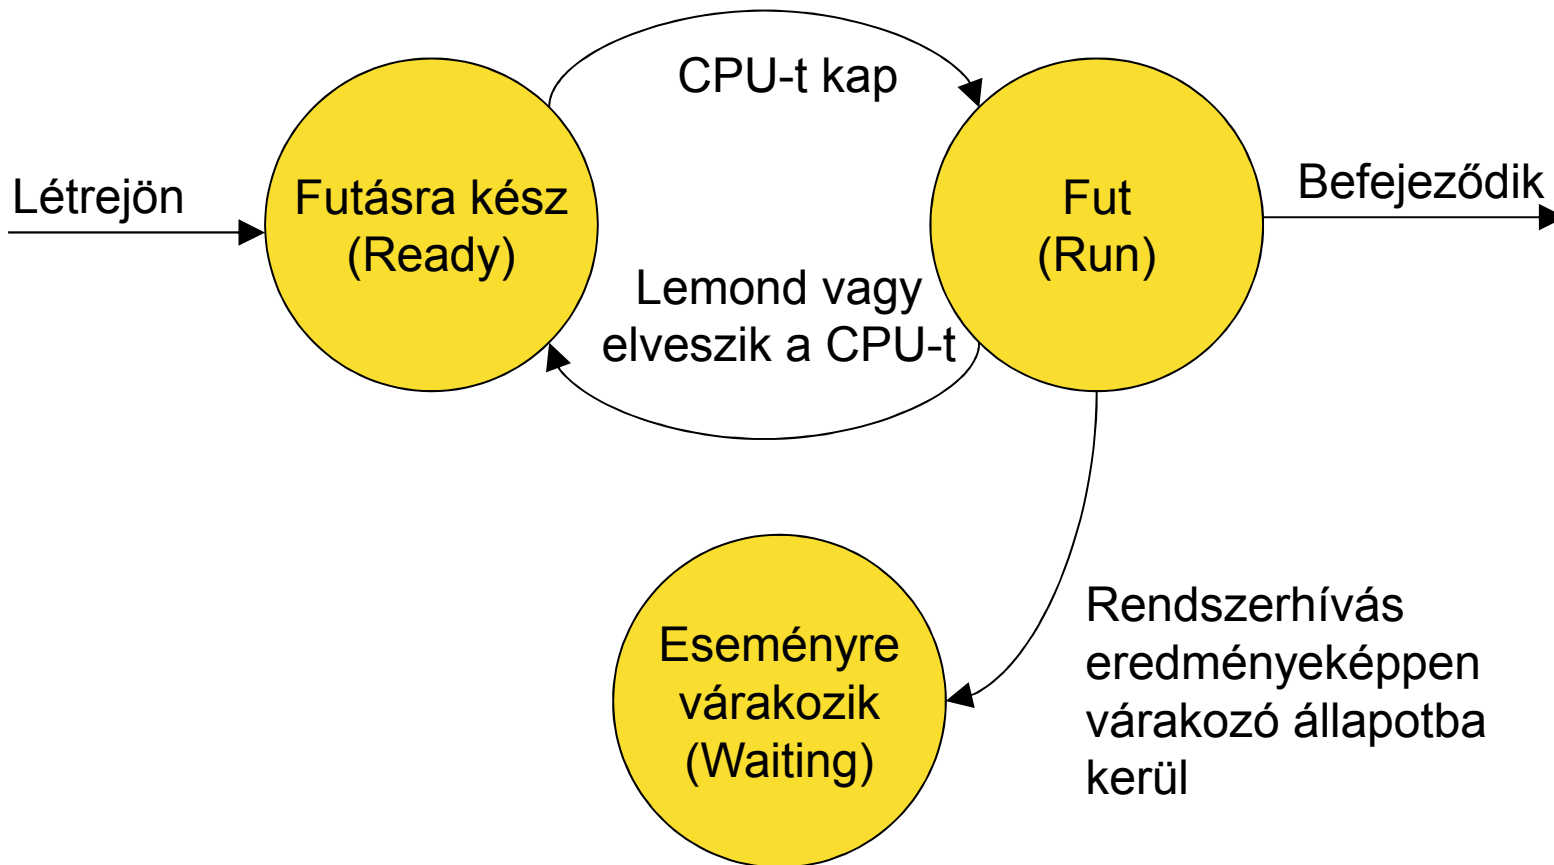 CPU-t kap
Létrejön
Futásra kész
(Ready)
Fut
(Run)
Befejeződik
Lemond vagy
elveszik a CPU-t
Eseményre
várakozik
(Waiting)
Rendszerhívás
eredményeképpen
várakozó állapotba
kerül